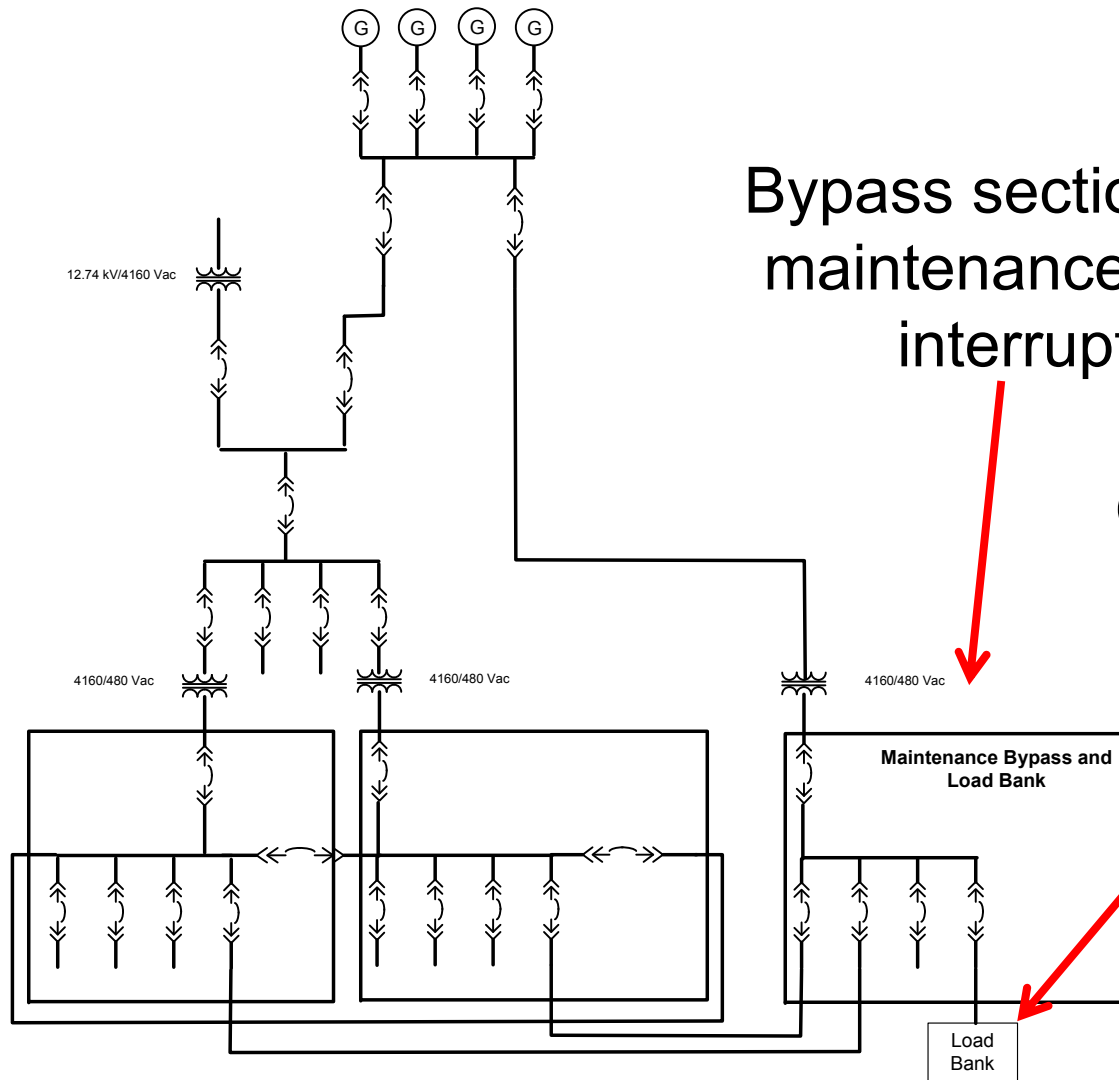 G G G G
Bypass sectio
maintenance
interrup
12.74 kV/4160 Vac
4160/480 Vac
4160/480 Vac
4160/480 Vac
Maintenance Bypass and
Load Bank
Load
Bank